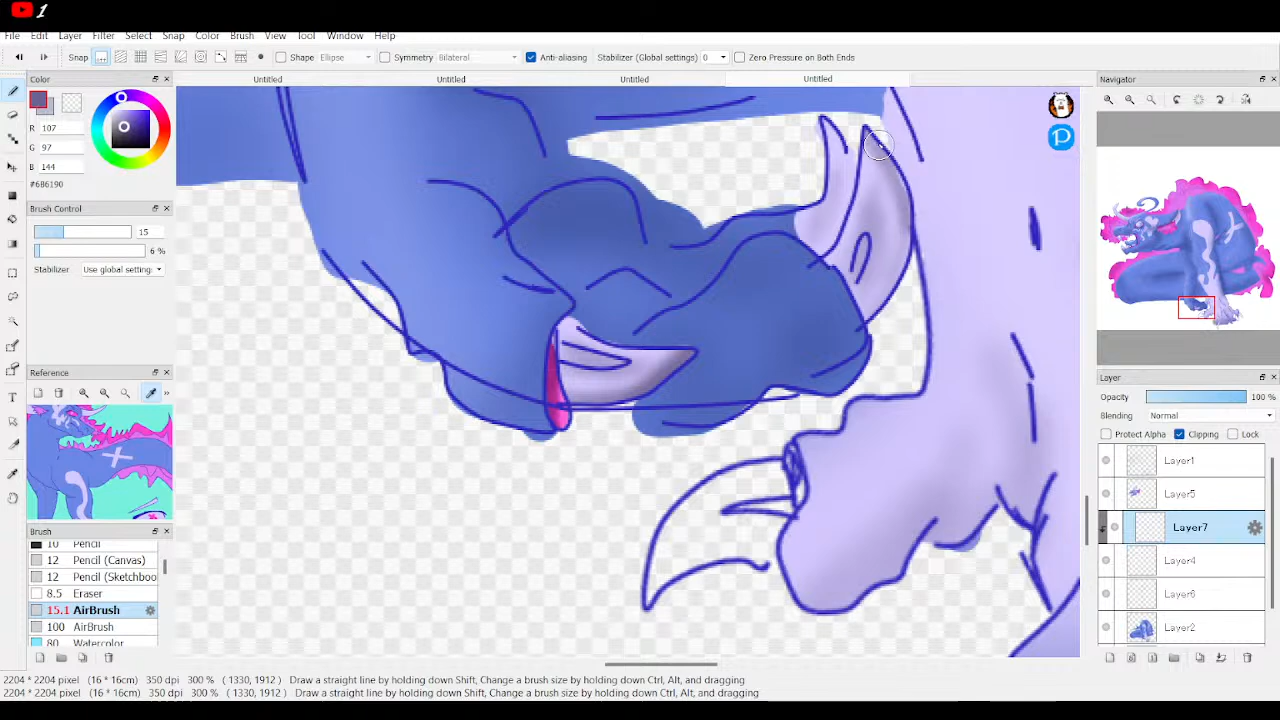 1
File Edit Layer Filter Select Snap Color Brush View Tool Window Help
Snap Shape Ellipse Symmetry Bilateral Anti-aliasing Stabilizer (Global settings) 0 Zero Pressure on Both Ends
Color
Untitled Untitled Untitled Untitled
Navigator
R 107
G 97
B 144
#6B6190
Brush Control
15
6 %
Stabilizer Use global setting
Reference
Brush
10 Pencil
12 Pencil (Canvas)
12 Pencil (Sketchboo
8.5 Eraser
15.1 AirBrush
100 AirBrush
80 Watercolor
Layer
Opacity 100 %
Blending Normal
Protect Alpha Clipping Lock
Layer1
Layer5
Layer7
Layer4
Layer6
Layer2
2204 * 2204 pixel (16 * 16cm) 350 dpi 300 % ( 1330, 1912 ) Draw a straight line by holding down Shift, Change a brush size by holding down Ctrl, Alt, and dragging
2204 * 2204 pixel (16 * 16cm) 350 dpi 300 % ( 1330, 1912 ) Draw a straight line by holding down Shift, Change a brush size by holding down Ctrl, Alt, and dragging